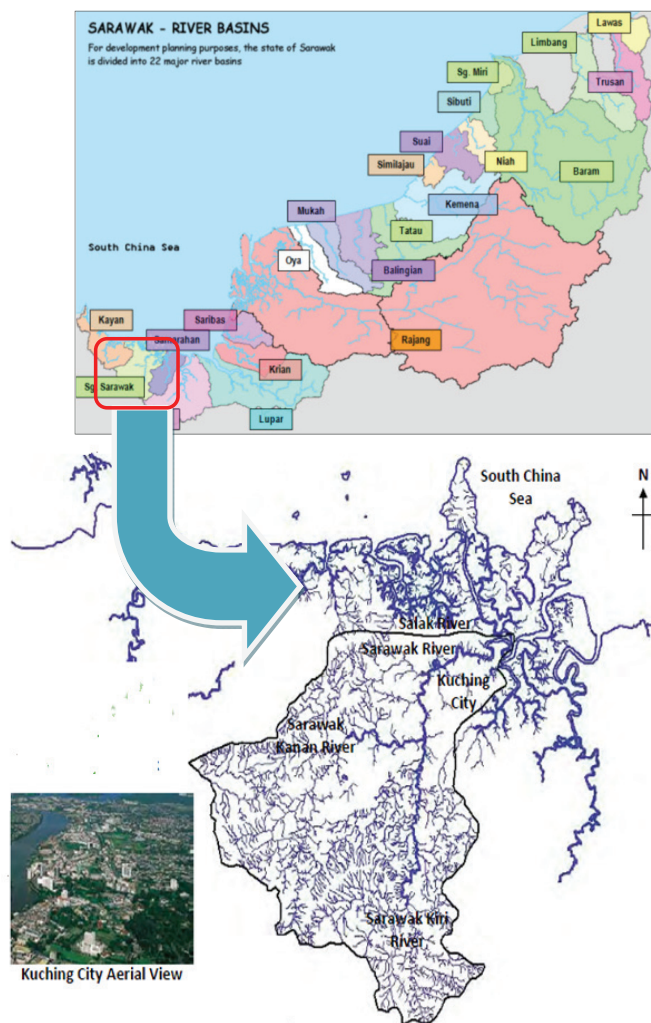 SARAWAK - RIVER BASINS
For development planning purposes, the state of Sarawak
is divided into 22 major river basins
Lawas
Limbang
Sg. Miri
Trusan
Sibuti
Suai
Similajau
Niah
Baram
Kemena
Mukah
Tatau
South China Sea
Oya
Balingian
Kayan
Saribas
Samarahan
Rajang
Krian
Sg. Sarawak
Lupar
South China
Sea
N
Salak River
Sarawak River
Kuching
City
Sarawak
Kanan River
Sarawak Kiri
River
Kuching City Aerial View